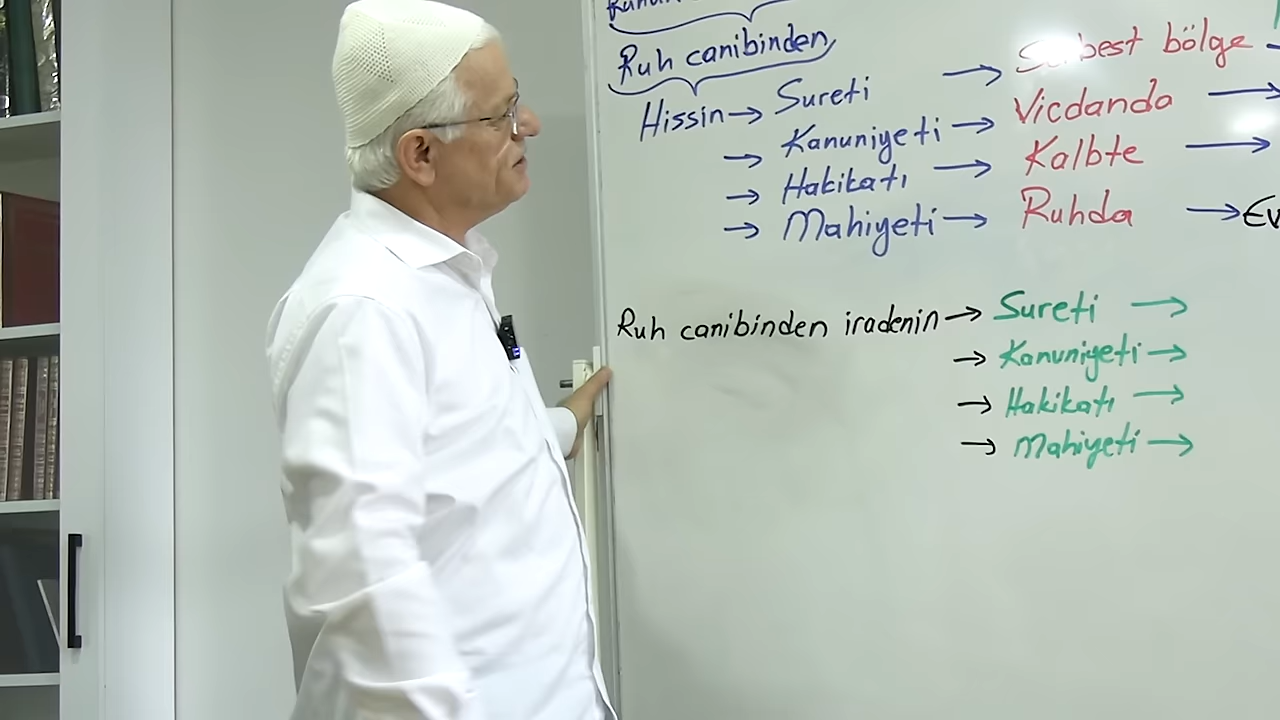 Ruh canibinden
Hissin → Sureti → Serbest bölge →
→ Kanuniyeti → Vicdanda →
→ Hakikatı → Kalbte →
→ Mahiyeti → Ruhda →
Ruh canibinden iradenin → Sureti →
→ Kanuniyeti →
→ Hakikatı →
→ Mahiyeti →